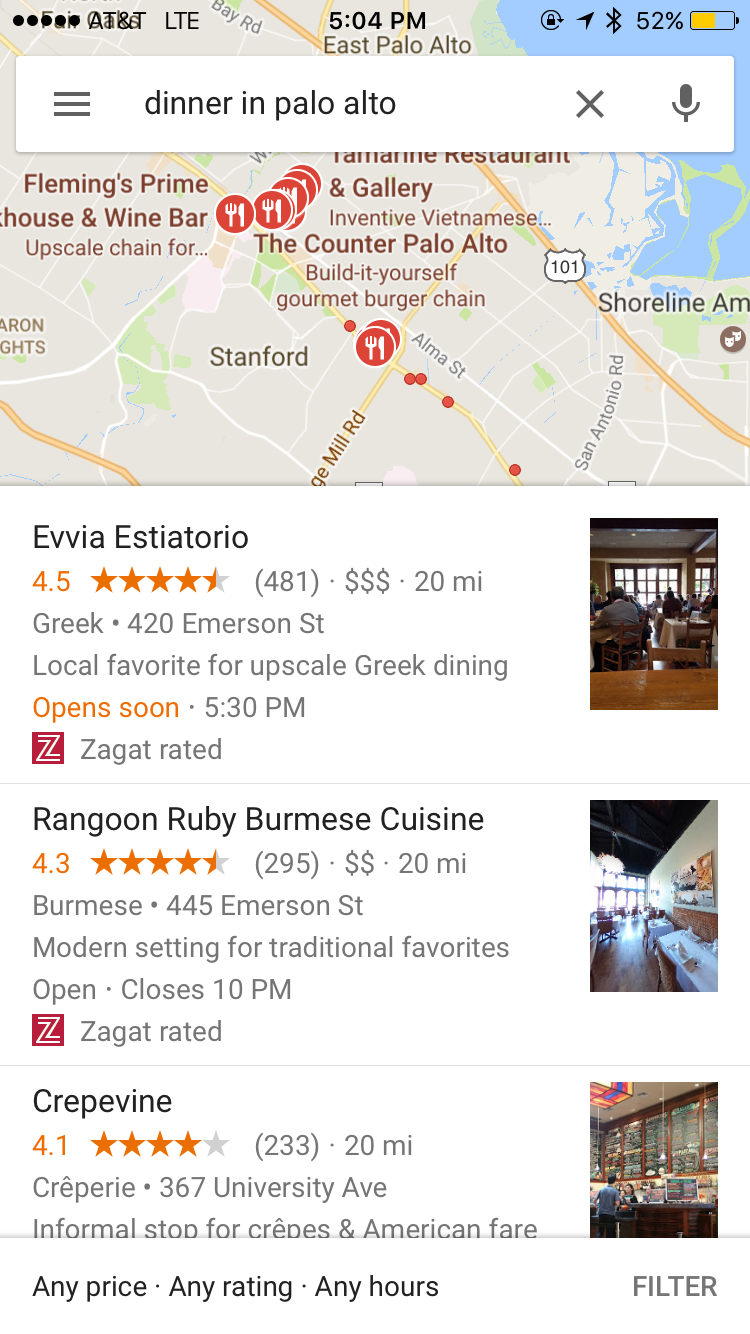 AT&T LTE 5:04 PM 52%
Bay Rd
East Palo Alto
dinner in palo alto
Tamarine Restaurant
& Gallery
Inventive Vietnamese...
Fleming's Prime
khouse & Wine Bar
Upscale chain for...
The Counter Palo Alto
Build-it-yourself
gourmet burger chain
101
Shoreline Am
ARON
GHTS
Stanford
Alma St
San Antonio Rd
ge Mill Rd
Evvia Estiatorio
4.5 (481) · $$$ · 20 mi
Greek • 420 Emerson St
Local favorite for upscale Greek dining
Opens soon · 5:30 PM
Z Zagat rated
Rangoon Ruby Burmese Cuisine
4.3 (295) · $$ · 20 mi
Burmese • 445 Emerson St
Modern setting for traditional favorites
Open · Closes 10 PM
Z Zagat rated
Crepevine
4.1 (233) · 20 mi
Crêperie • 367 University Ave
Informal stop for crêpes & American fare
Any price · Any rating · Any hours
FILTER